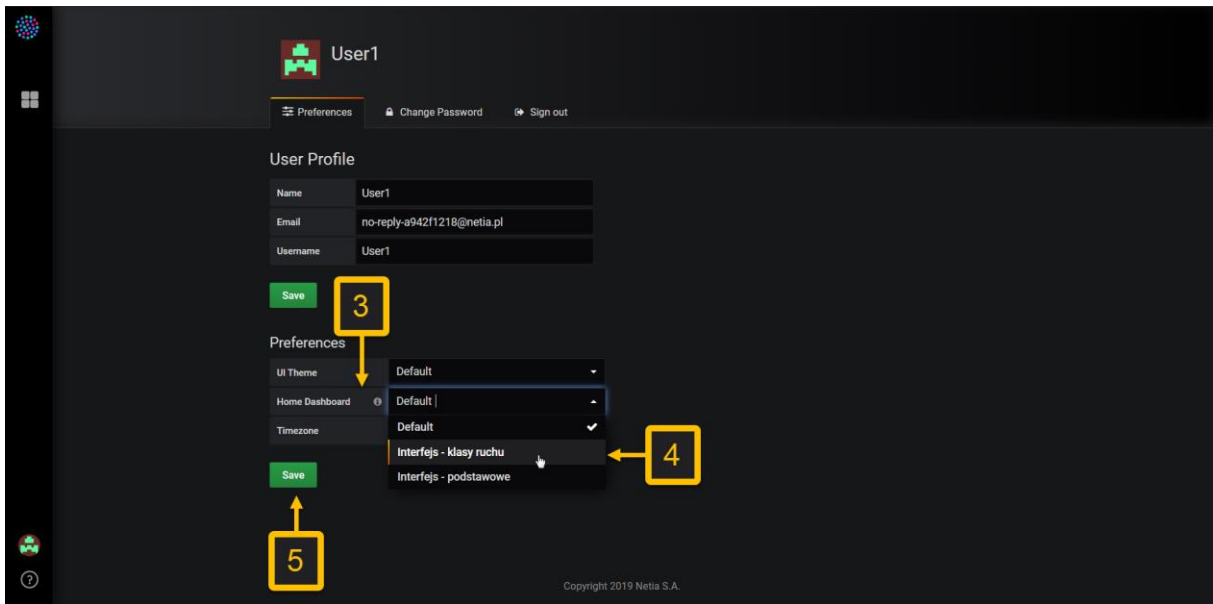 User1
Preferences Change Password Sign out
User Profile
Name User1
Email no-reply-a942f1218@netia.pl
Username User1
Save
3
Preferences
UI Theme Default
Home Dashboard Default
Timezone Default
Interfejs - klasy ruchu
4
Interfejs - podstawowe
Save
5
Copyright 2019 Netia S.A.